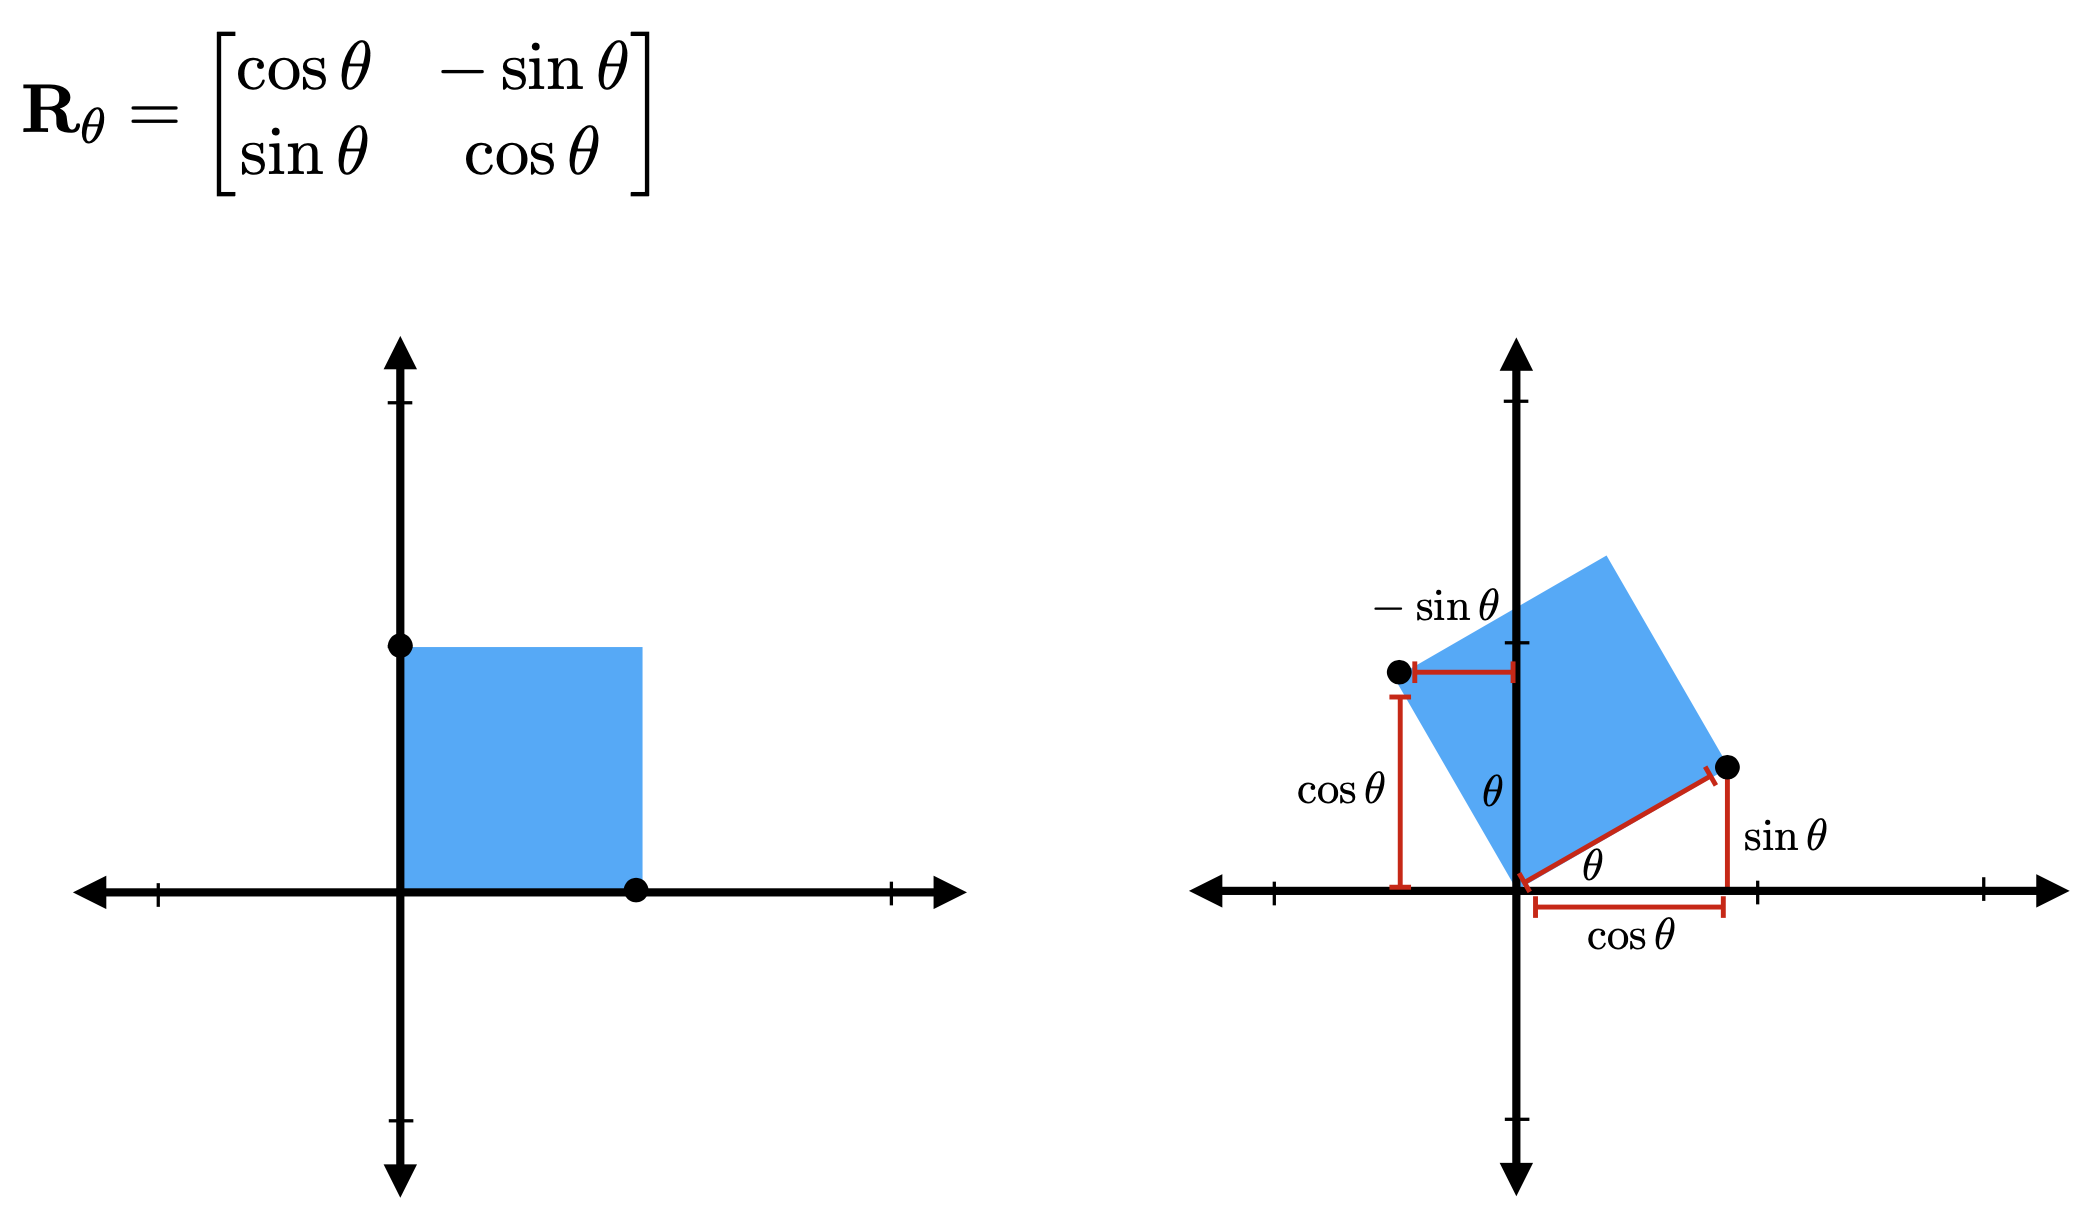 R_θ = [cos θ  − sin θ
sin θ  cos θ]
− sin θ
cos θ
θ
sin θ
θ
cos θ